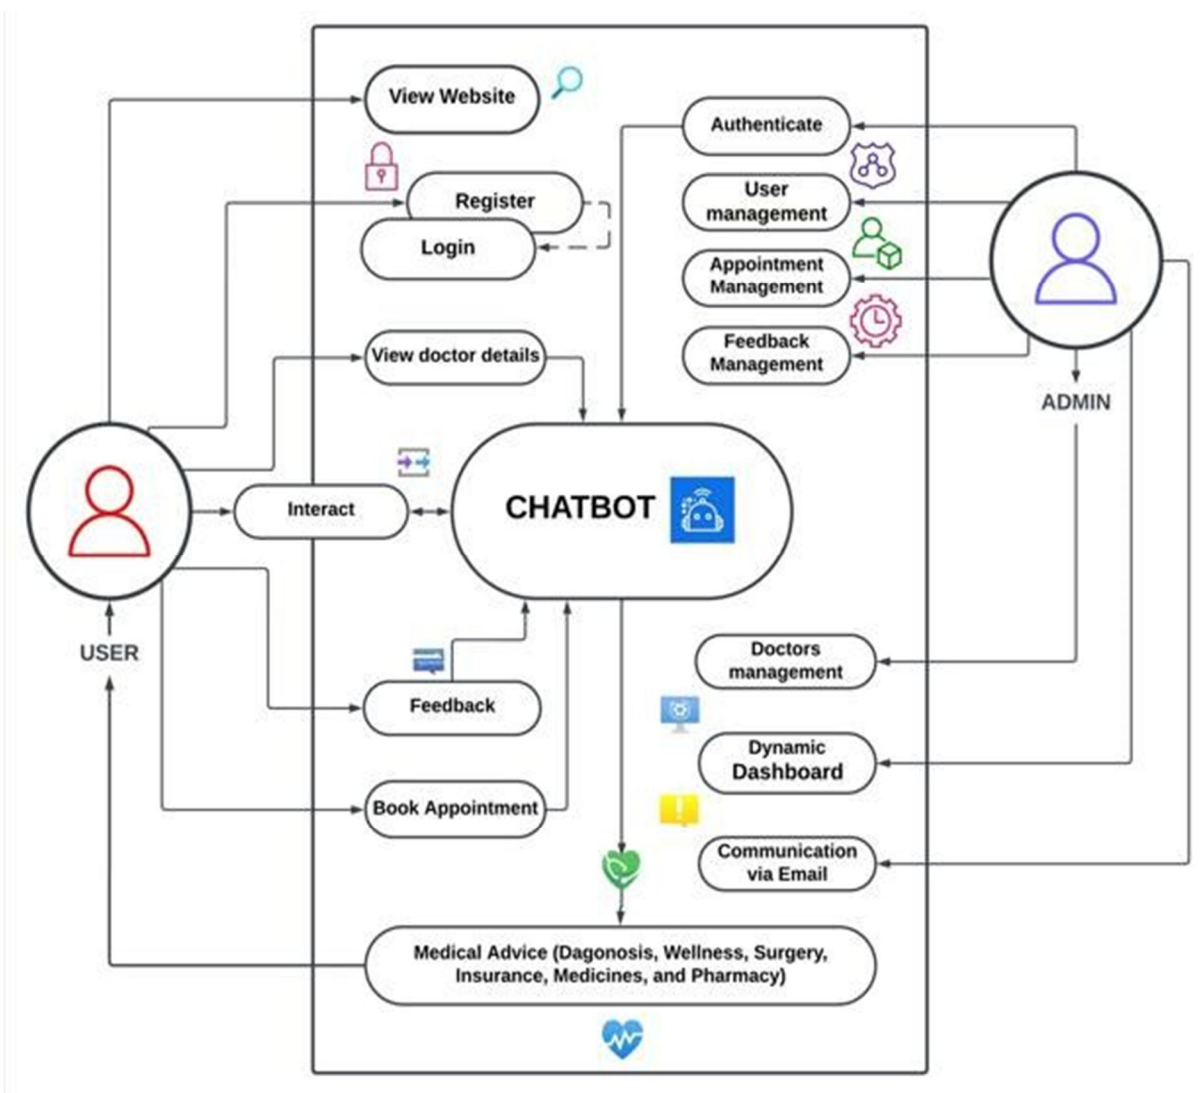 View Website
Register
Login
View doctor details
Interact
USER
Feedback
Book Appointment
CHATBOT
Authenticate
User
management
Appointment
Management
Feedback
Management
ADMIN
Doctors
management
Dynamic
Dashboard
Communication
via Email
Medical Advice (Dagonosis, Wellness, Surgery,
Insurance, Medicines, and Pharmacy)